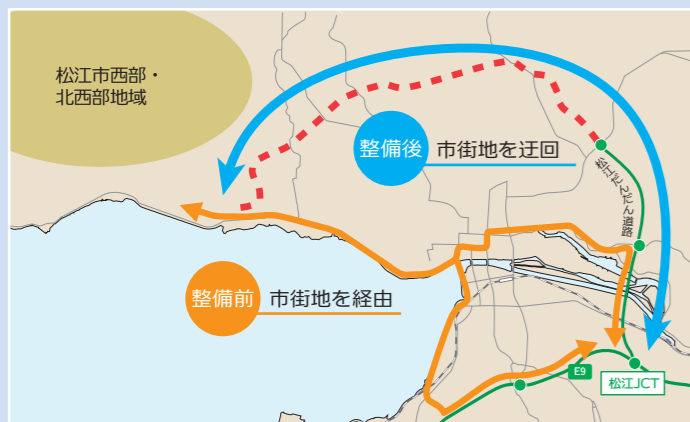 松江市西部・
北西部地域
整備後 市街地を迂回
松江だんだん道路
整備前 市街地を経由
E9
松江JCT